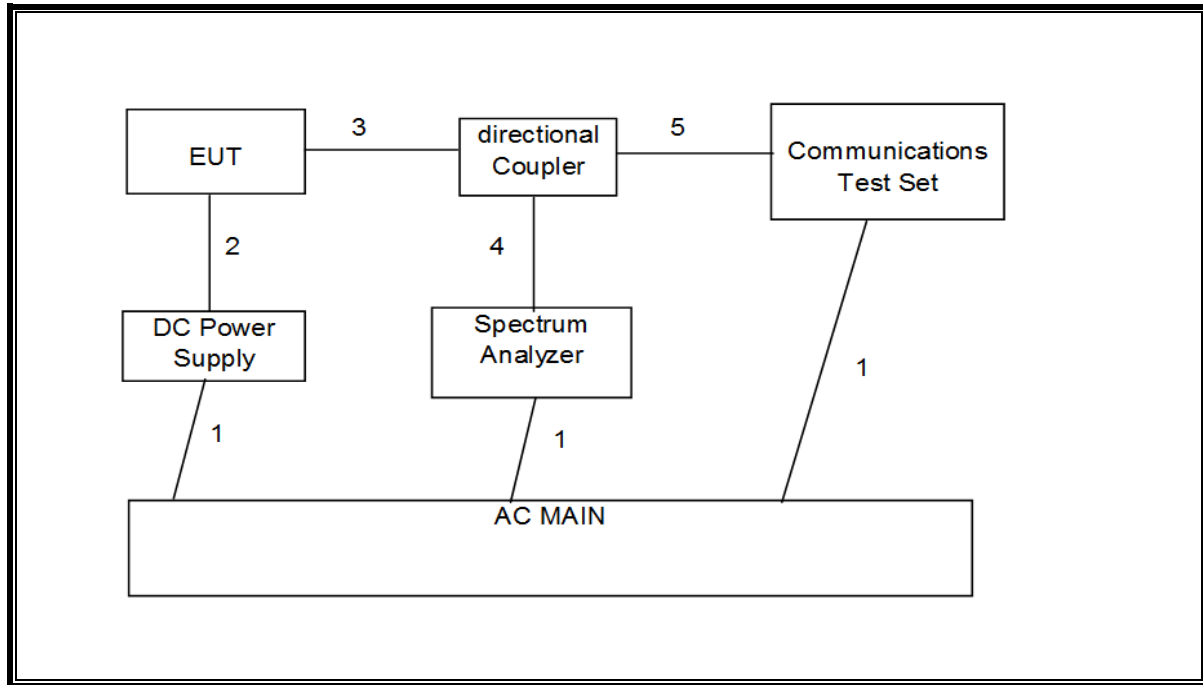 EUT
3
directional
Coupler
5
Communications
Test Set
2
4
DC Power
Supply
Spectrum
Analyzer
1
1
1
AC MAIN